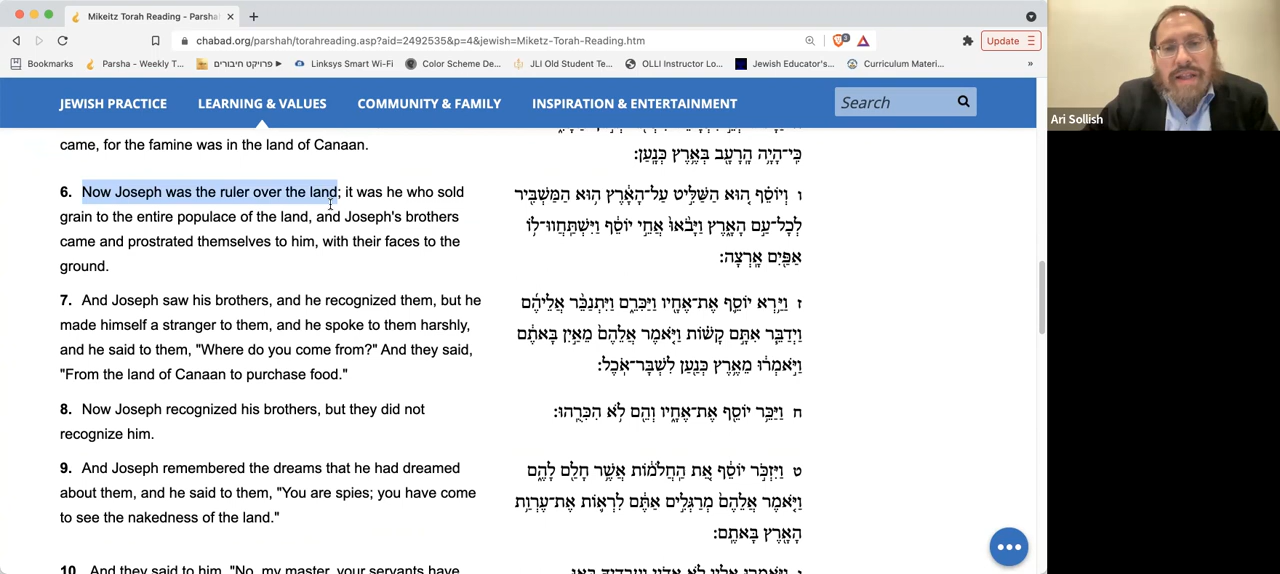 Mikeitz Torah Reading - Parsha
chabad.org/parshah/torahreading.asp?aid=2492535&p=4&jewish=Miketz-Torah-Reading.htm
3
Update
Bookmarks
Parsha - Weekly T...
פרויקט חיבורים
Linksys Smart Wi-Fi
Color Scheme De...
JLI Old Student Te...
OLLI Instructor Lo...
Jewish Educator's...
Curriculum Materi...
»
JEWISH PRACTICE
LEARNING & VALUES
COMMUNITY & FAMILY
INSPIRATION & ENTERTAINMENT
Search
Ari Sollish
came, for the famine was in the land of Canaan.
כִּי־הָיָ֥ה הָֽרָעָ֖ב בְּאֶ֥רֶץ כְּנָֽעַן:
6. Now Joseph was the ruler over the land; it was he who sold
grain to the entire populace of the land, and Joseph's brothers
came and prostrated themselves to him, with their faces to the
ground.
ו וְיוֹסֵ֗ף ה֚וּא הַשַּׁלִּ֣יט עַל־הָאָ֔רֶץ ה֥וּא הַמַּשְׁבִּ֖יר
לְכָל־עַ֣ם הָאָ֑רֶץ וַיָּבֹ֨אוּ֙ אֲחֵ֣י יוֹסֵ֔ף וַיִּשְׁתַּֽחֲווּ־ל֥וֹ
אַפַּ֖יִם אָֽרְצָה:
7. And Joseph saw his brothers, and he recognized them, but he
made himself a stranger to them, and he spoke to them harshly,
and he said to them, "Where do you come from?" And they said,
"From the land of Canaan to purchase food."
ז וַיַּ֥רְא יוֹסֵ֛ף אֶת־אֶחָ֖יו וַיַּכִּרֵ֑ם וַיִּתְנַכֵּ֨ר אֲלֵיהֶ֜ם
וַיְדַבֵּ֧ר אִתָּ֣ם קָשׁ֗וֹת וַיֹּ֤אמֶר אֲלֵהֶם֙ מֵאַ֣יִן בָּאתֶ֔ם
וַיֹּ֣אמְר֔וּ מֵאֶ֥רֶץ כְּנַ֖עַן לִשְׁבָּר־אֹֽכֶל:
8. Now Joseph recognized his brothers, but they did not
recognize him.
ח וַיַּכֵּ֥ר יוֹסֵ֖ף אֶת־אֶחָ֑יו וְהֵ֖ם לֹ֥א הִכִּרֻֽהוּ:
9. And Joseph remembered the dreams that he had dreamed
about them, and he said to them, "You are spies; you have come
to see the nakedness of the land."
ט וַיִּזְכֹּ֣ר יוֹסֵ֔ף אֵ֚ת הַֽחֲלֹמ֔וֹת אֲשֶׁ֥ר חָלַ֖ם לָהֶ֑ם
וַיֹּ֤אמֶר אֲלֵהֶם֙ מְרַגְּלִ֣ים אַתֶּ֔ם לִרְא֛וֹת אֶת־עֶרְוַ֥ת
הָאָ֖רֶץ בָּאתֶֽם:
10. And they said to him, "No, my master, your servants have